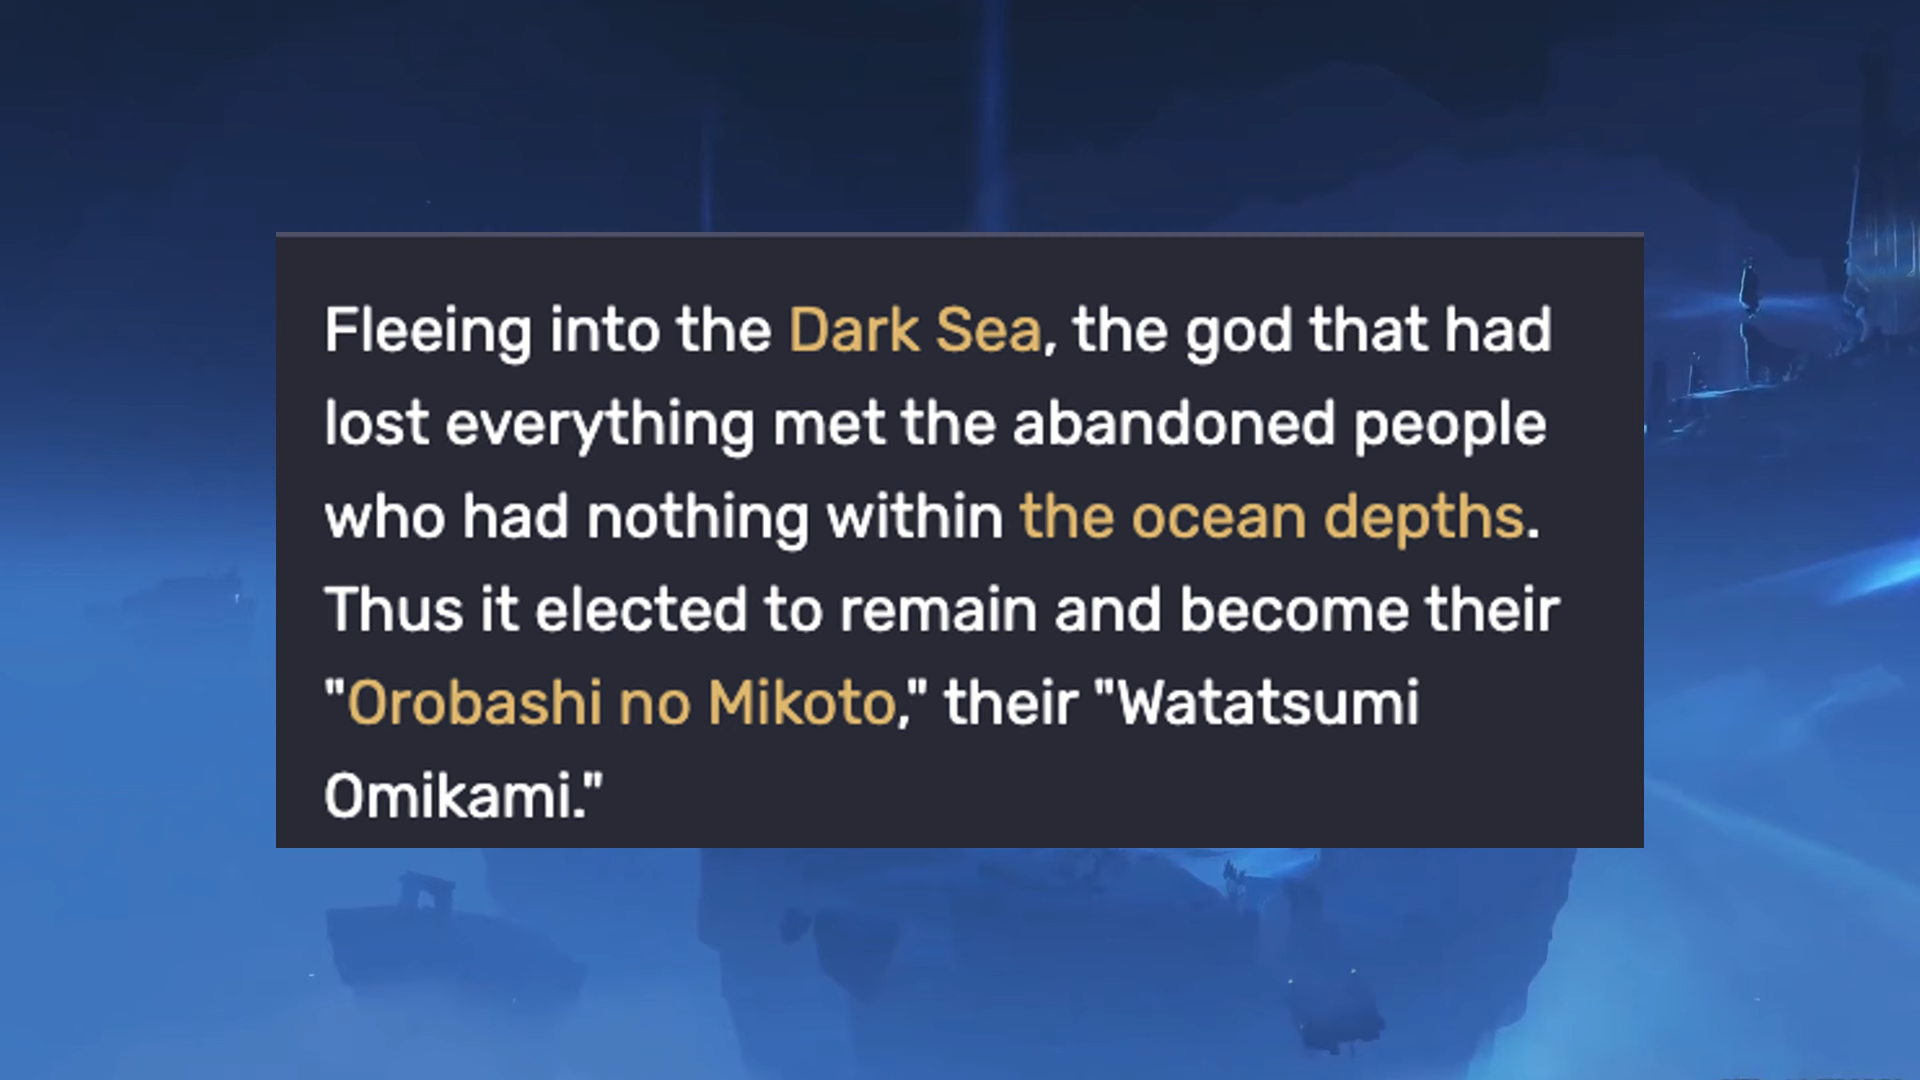 Fleeing into the Dark Sea, the god that had
lost everything met the abandoned people
who had nothing within the ocean depths.
Thus it elected to remain and become their
"Orobashi no Mikoto," their "Watatsumi
Omikami."